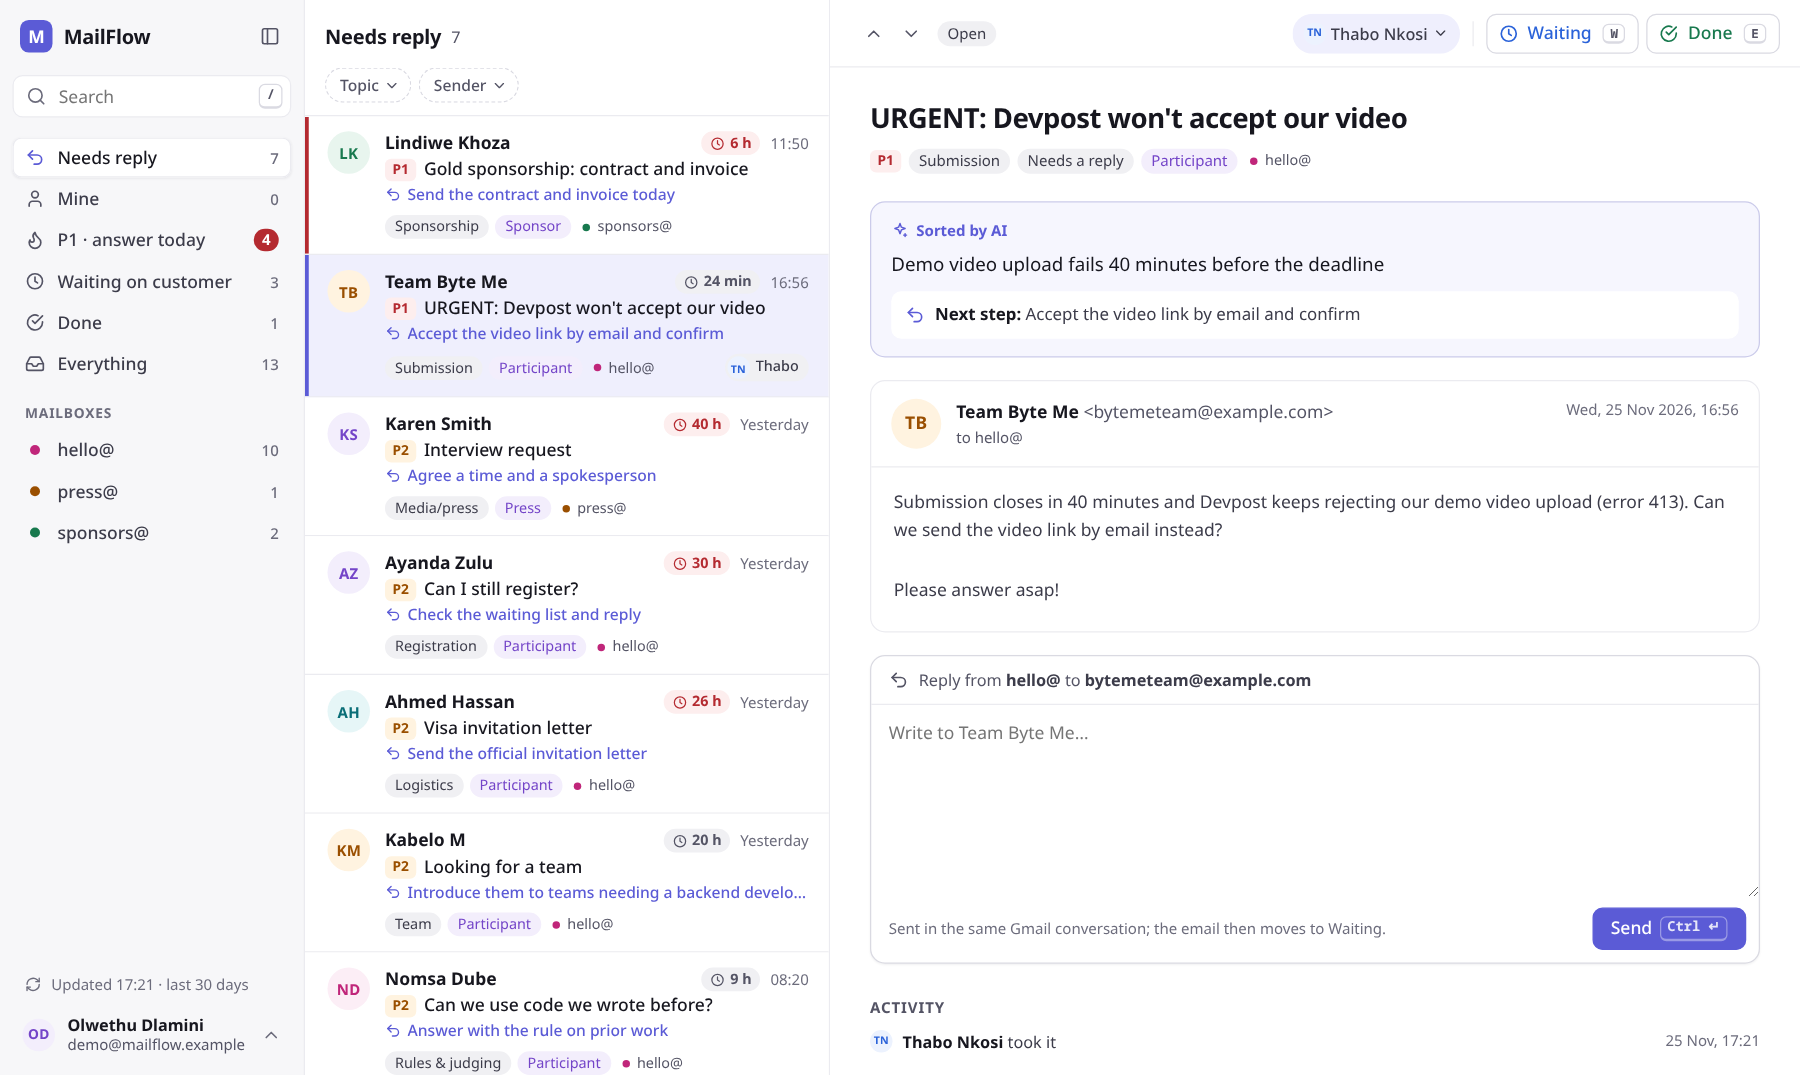 M MailFlow
Search /
Needs reply 7
Mine 0
P1 · answer today 4
Waiting on customer 3
Done 1
Everything 13
MAILBOXES
hello@ 10
press@ 1
sponsors@ 2
Updated 17:21 · last 30 days
OD Olwethu Dlamini
demo@mailflow.example
Needs reply 7
Topic Sender
LK Lindiwe Khoza 6 h 11:50
P1 Gold sponsorship: contract and invoice
Send the contract and invoice today
Sponsorship Sponsor sponsors@
TB Team Byte Me 24 min 16:56
P1 URGENT: Devpost won't accept our video
Accept the video link by email and confirm
Submission Participant hello@ TN Thabo
KS Karen Smith 40 h Yesterday
P2 Interview request
Agree a time and a spokesperson
Media/press Press press@
AZ Ayanda Zulu 30 h Yesterday
P2 Can I still register?
Check the waiting list and reply
Registration Participant hello@
AH Ahmed Hassan 26 h Yesterday
P2 Visa invitation letter
Send the official invitation letter
Logistics Participant hello@
KM Kabelo M 20 h Yesterday
P2 Looking for a team
Introduce them to teams needing a backend develo...
Team Participant hello@
ND Nomsa Dube 9 h 08:20
P2 Can we use code we wrote before?
Answer with the rule on prior work
Rules & judging Participant hello@
Open TN Thabo Nkosi Waiting W Done E
URGENT: Devpost won't accept our video
P1 Submission Needs a reply Participant hello@
Sorted by AI
Demo video upload fails 40 minutes before the deadline
Next step: Accept the video link by email and confirm
TB Team Byte Me <bytemeteam@example.com> Wed, 25 Nov 2026, 16:56
to hello@
Submission closes in 40 minutes and Devpost keeps rejecting our demo video upload (error 413). Can
we send the video link by email instead?
Please answer asap!
Reply from hello@ to bytemeteam@example.com
Write to Team Byte Me...
Sent in the same Gmail conversation; the email then moves to Waiting. Send Ctrl ↵
ACTIVITY
TN Thabo Nkosi took it 25 Nov, 17:21